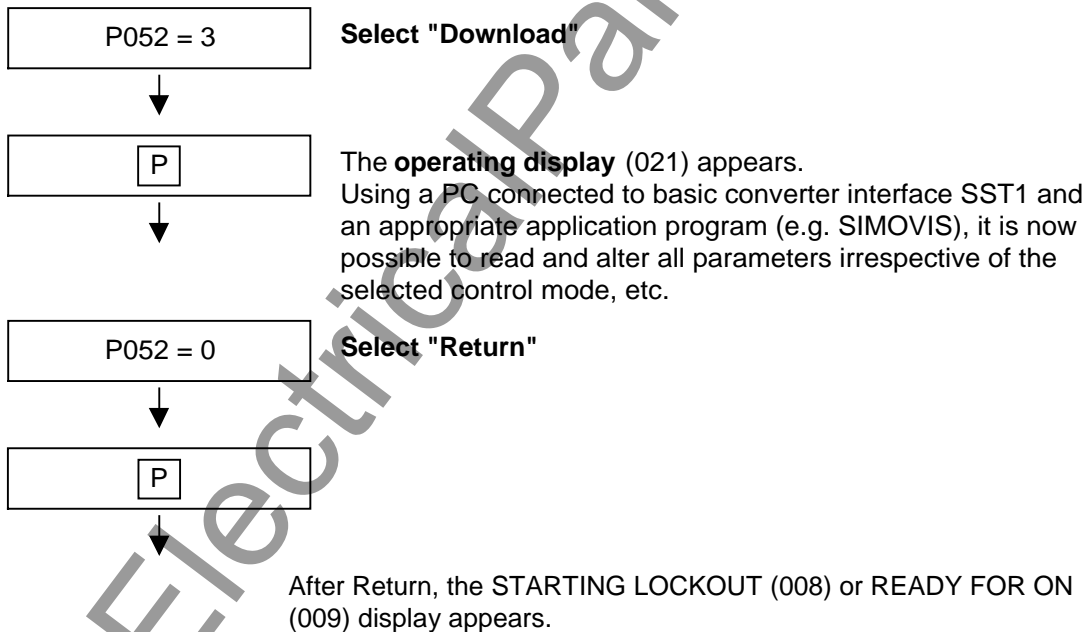 P052 = 3
Select "Download"
P
The operating display (021) appears.
Using a PC connected to basic converter interface SST1 and
an appropriate application program (e.g. SIMOVIS), it is now
possible to read and alter all parameters irrespective of the
selected control mode, etc.
P052 = 0
Select "Return"
P
After Return, the STARTING LOCKOUT (008) or READY FOR ON
(009) display appears.
ElectricalPar